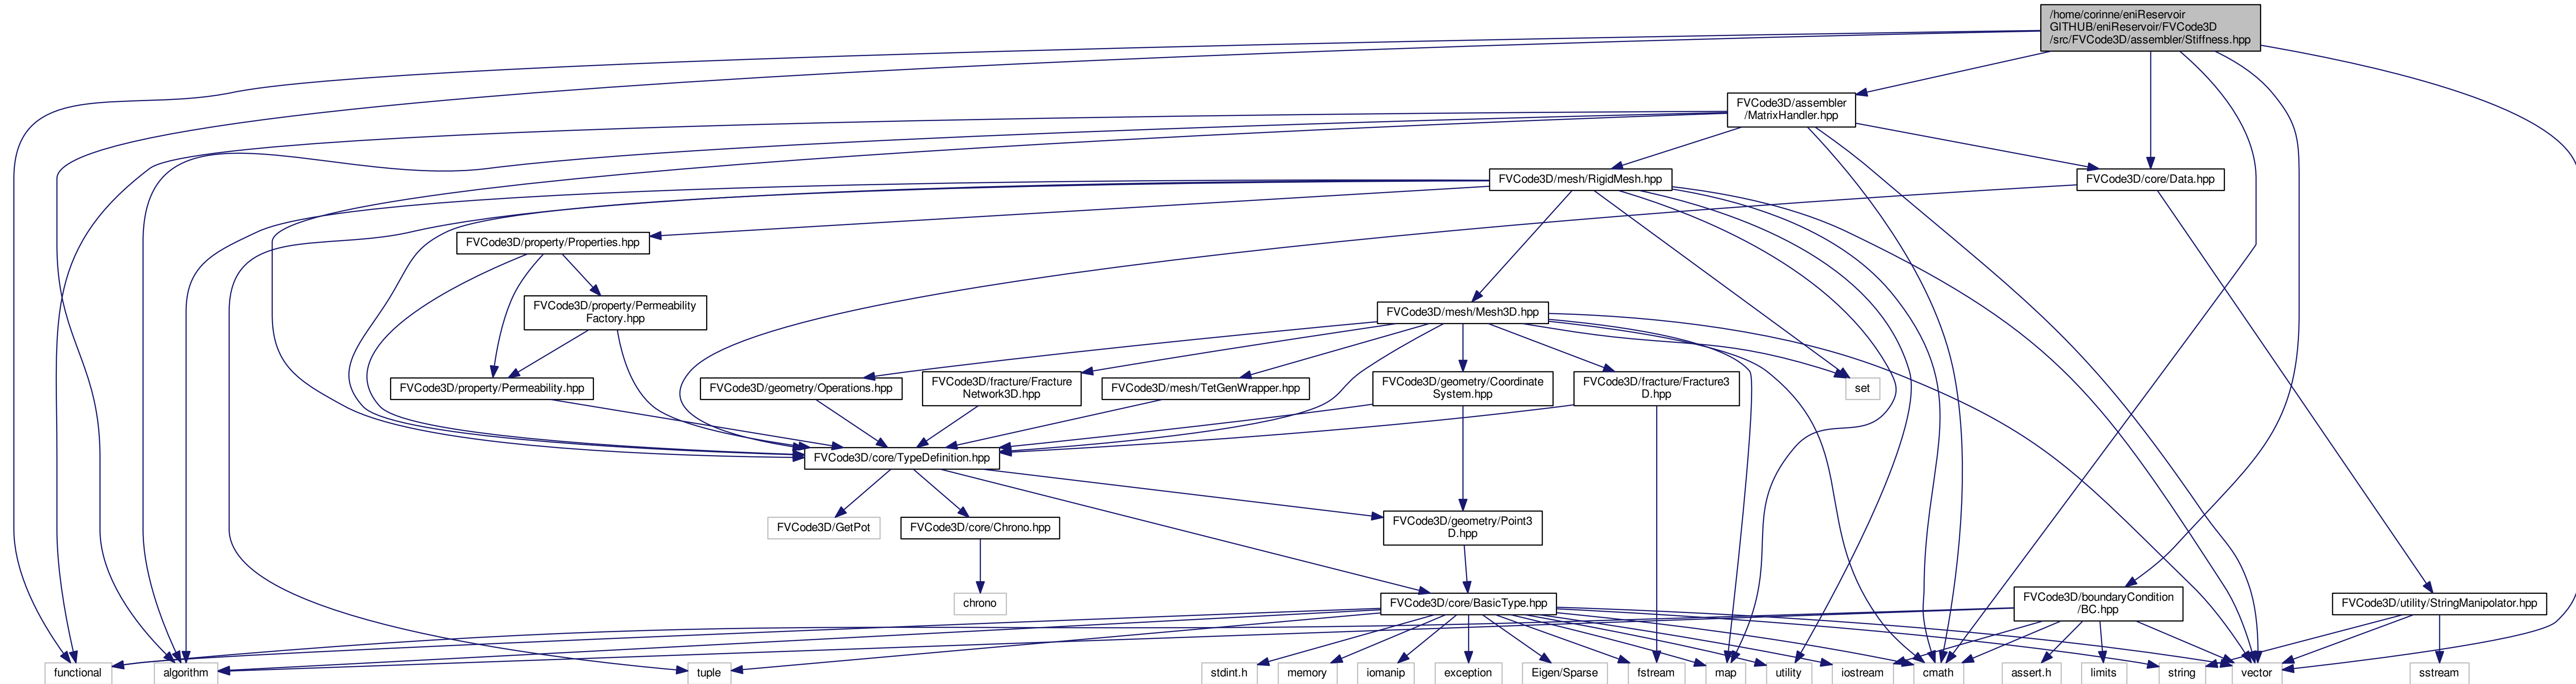 /home/corinne/eniReservoir
GITHUB/eniReservoir/FVCode3D
/src/FVCode3D/assembler/Stiffness.hpp
FVCode3D/assembler
/MatrixHandler.hpp
FVCode3D/mesh/RigidMesh.hpp
FVCode3D/core/Data.hpp
FVCode3D/property/Properties.hpp
FVCode3D/property/Permeability
Factory.hpp
FVCode3D/mesh/Mesh3D.hpp
FVCode3D/property/Permeability.hpp
FVCode3D/geometry/Operations.hpp
FVCode3D/fracture/Fracture
Network3D.hpp
FVCode3D/mesh/TetGenWrapper.hpp
FVCode3D/geometry/Coordinate
System.hpp
FVCode3D/fracture/Fracture3
D.hpp
set
FVCode3D/core/TypeDefinition.hpp
FVCode3D/GetPot
FVCode3D/core/Chrono.hpp
FVCode3D/geometry/Point3
D.hpp
chrono
FVCode3D/core/BasicType.hpp
FVCode3D/boundaryCondition
/BC.hpp
FVCode3D/utility/StringManipolator.hpp
functional
algorithm
tuple
stdint.h
memory
iomanip
exception
Eigen/Sparse
fstream
map
utility
iostream
cmath
assert.h
limits
string
vector
sstream